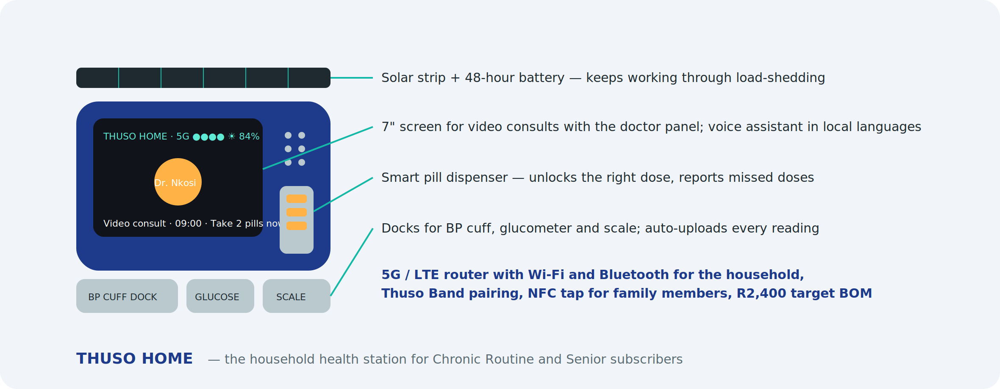 Solar strip + 48-hour battery — keeps working through load-shedding
7" screen for video consults with the doctor panel; voice assistant in local languages
THUSO HOME · 5G ●●●● ☀ 84%
Smart pill dispenser — unlocks the right dose, reports missed doses
Dr. Nkosi
Video consult · 09:00 · Take 2 pills
Docks for BP cuff, glucometer and scale; auto-uploads every reading
5G / LTE router with Wi-Fi and Bluetooth for the household,
Thuso Band pairing, NFC tap for family members, R2,400 target BOM
BP CUFF DOCK
GLUCOSE
SCALE
THUSO HOME — the household health station for Chronic Routine and Senior subscribers